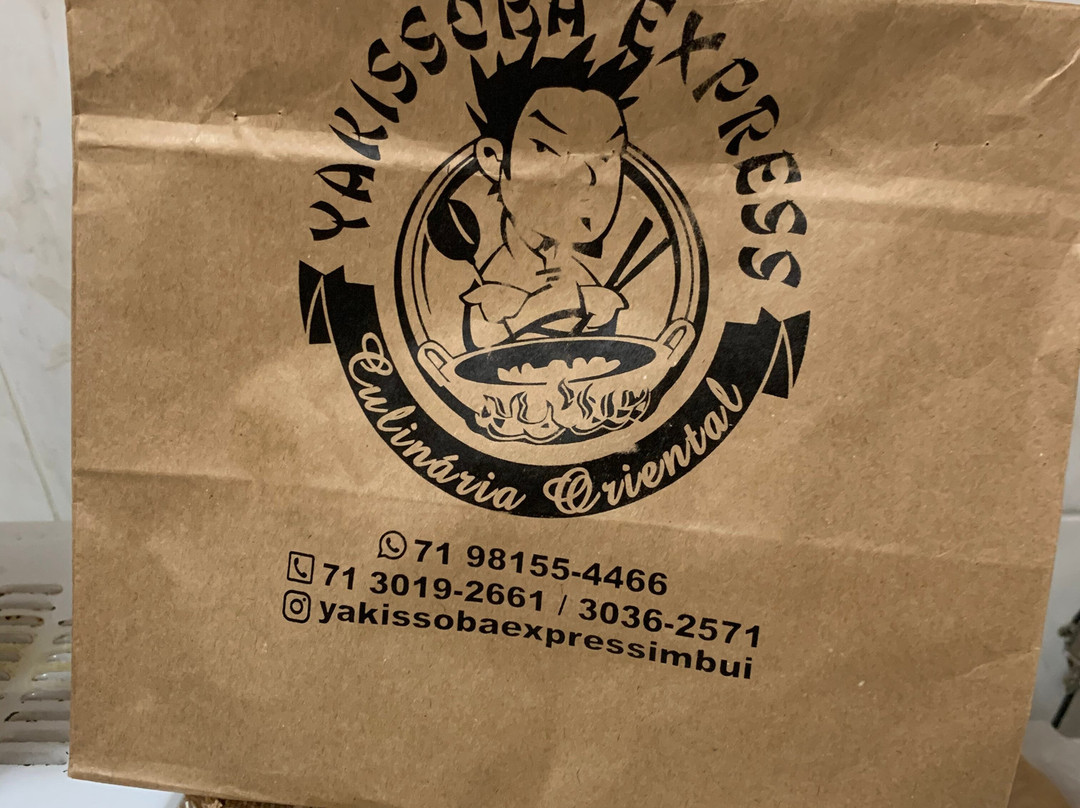 YAKISSOBA EXPRESS
Culinária Oriental
71 98155-4466
71 3019-2661 / 3036-2571
yakissobaexpressimbui